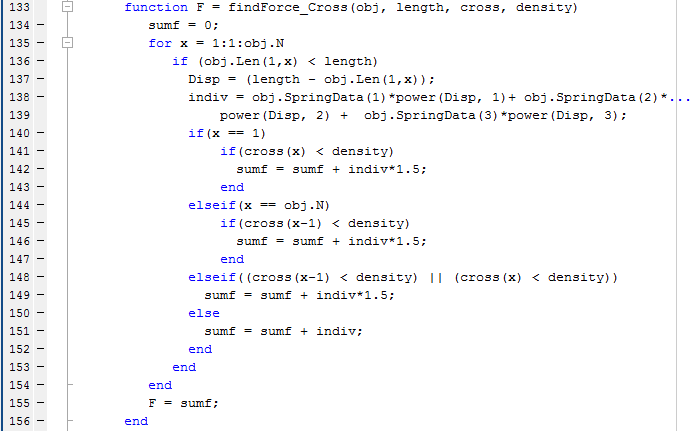 133 function F = findForce_Cross(obj, length, cross, density)
134 sumf = 0;
135 for x = 1:1:obj.N
136 if (obj.Len(1,x) < length)
137 Disp = (length - obj.Len(1,x));
138 indiv = obj.SpringData(1)*power(Disp, 1)+ obj.SpringData(2)*...
139 power(Disp, 2) + obj.SpringData(3)*power(Disp, 3);
140 if(x == 1)
141 if(cross(x) < density)
142 sumf = sumf + indiv*1.5;
143 end
144 elseif(x == obj.N)
145 if(cross(x-1) < density)
146 sumf = sumf + indiv*1.5;
147 end
148 elseif((cross(x-1) < density) || (cross(x) < density))
149 sumf = sumf + indiv*1.5;
150 else
151 sumf = sumf + indiv;
152 end
153 end
154 end
155 F = sumf;
156 end